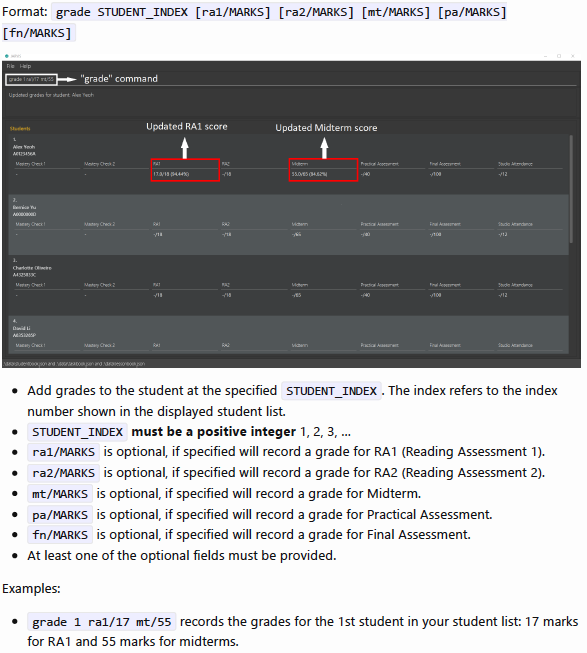 Format: grade STUDENT_INDEX [ra1/MARKS] [ra2/MARKS] [mt/MARKS] [pa/MARKS]
[fn/MARKS]
File Help
grade 1 ra1/17 mt/55 "grade" command
Updated grades for student: Alex Yeoh
Students
Updated RA1 score Updated Midterm score
1.
Alex Yeoh
Mastery Check 1 Mastery Check 2 RA1 RA2 Midterm Practical Assessment Final Assessment Studio Attendance
- - 17.0/18 (94.44%) -/18 55.0/65 (84.62%) -/40 -/100 -/12
2.
Bernice Yu
Mastery Check 1 Mastery Check 2 RA1 RA2 Midterm Practical Assessment Final Assessment Studio Attendance
- - -/18 -/18 -/65 -/40 -/100 -/12
3.
Charlotte Oliveiro
Mastery Check 1 Mastery Check 2 RA1 RA2 Midterm Practical Assessment Final Assessment Studio Attendance
- - -/18 -/18 -/65 -/40 -/100 -/12
4.
David Li
Mastery Check 1 Mastery Check 2 RA1 RA2 Midterm Practical Assessment Final Assessment Studio Attendance
• Add grades to the student at the specified STUDENT_INDEX. The index refers to the index
number shown in the displayed student list.
• STUDENT_INDEX must be a positive integer 1, 2, 3, ...
• ra1/MARKS is optional, if specified will record a grade for RA1 (Reading Assessment 1).
• ra2/MARKS is optional, if specified will record a grade for RA2 (Reading Assessment 2).
• mt/MARKS is optional, if specified will record a grade for Midterm.
• pa/MARKS is optional, if specified will record a grade for Practical Assessment.
• fn/MARKS is optional, if specified will record a grade for Final Assessment.
• At least one of the optional fields must be provided.
Examples:
• grade 1 ra1/17 mt/55 records the grades for the 1st student in your student list: 17 marks
for RA1 and 55 marks for midterms.